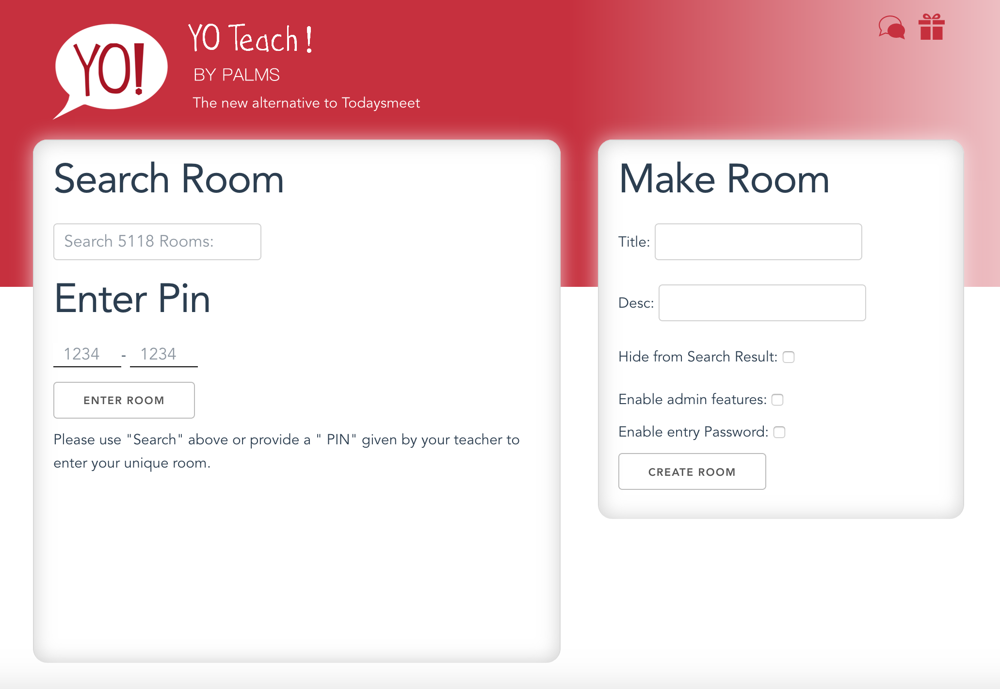 YO!
YO Teach!
BY PALMS
The new alternative to Todaysmeet
Search Room
Search 5118 Rooms:
Enter Pin
1234 - 1234
ENTER ROOM
Please use "Search" above or provide a " PIN" given by your teacher to
enter your unique room.
Make Room
Title:
Desc:
Hide from Search Result:
Enable admin features:
Enable entry Password:
CREATE ROOM